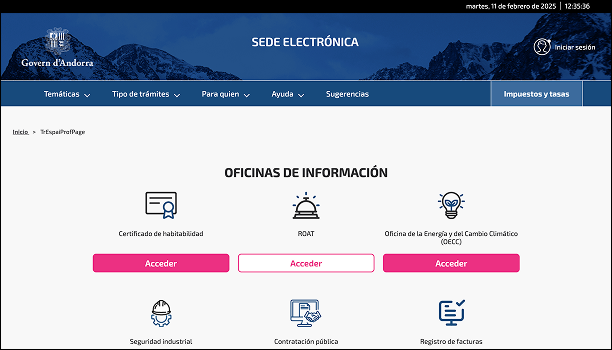 martes, 11 de febrero de 2025 | 12:35:36
Govern d'Andorra
SEDE ELECTRÓNICA
Iniciar sesión
Temáticas Tipo de trámites Para quien Ayuda Sugerencias Impuestos y tasas
Inicio » TrEspaiProfPage
OFICINAS DE INFORMACIÓN
Certificado de habitabilidad ROAT Oficina de la Energía y del Cambio Climático
(OECC)
Acceder Acceder Acceder
Seguridad industrial Contratación pública Registro de facturas